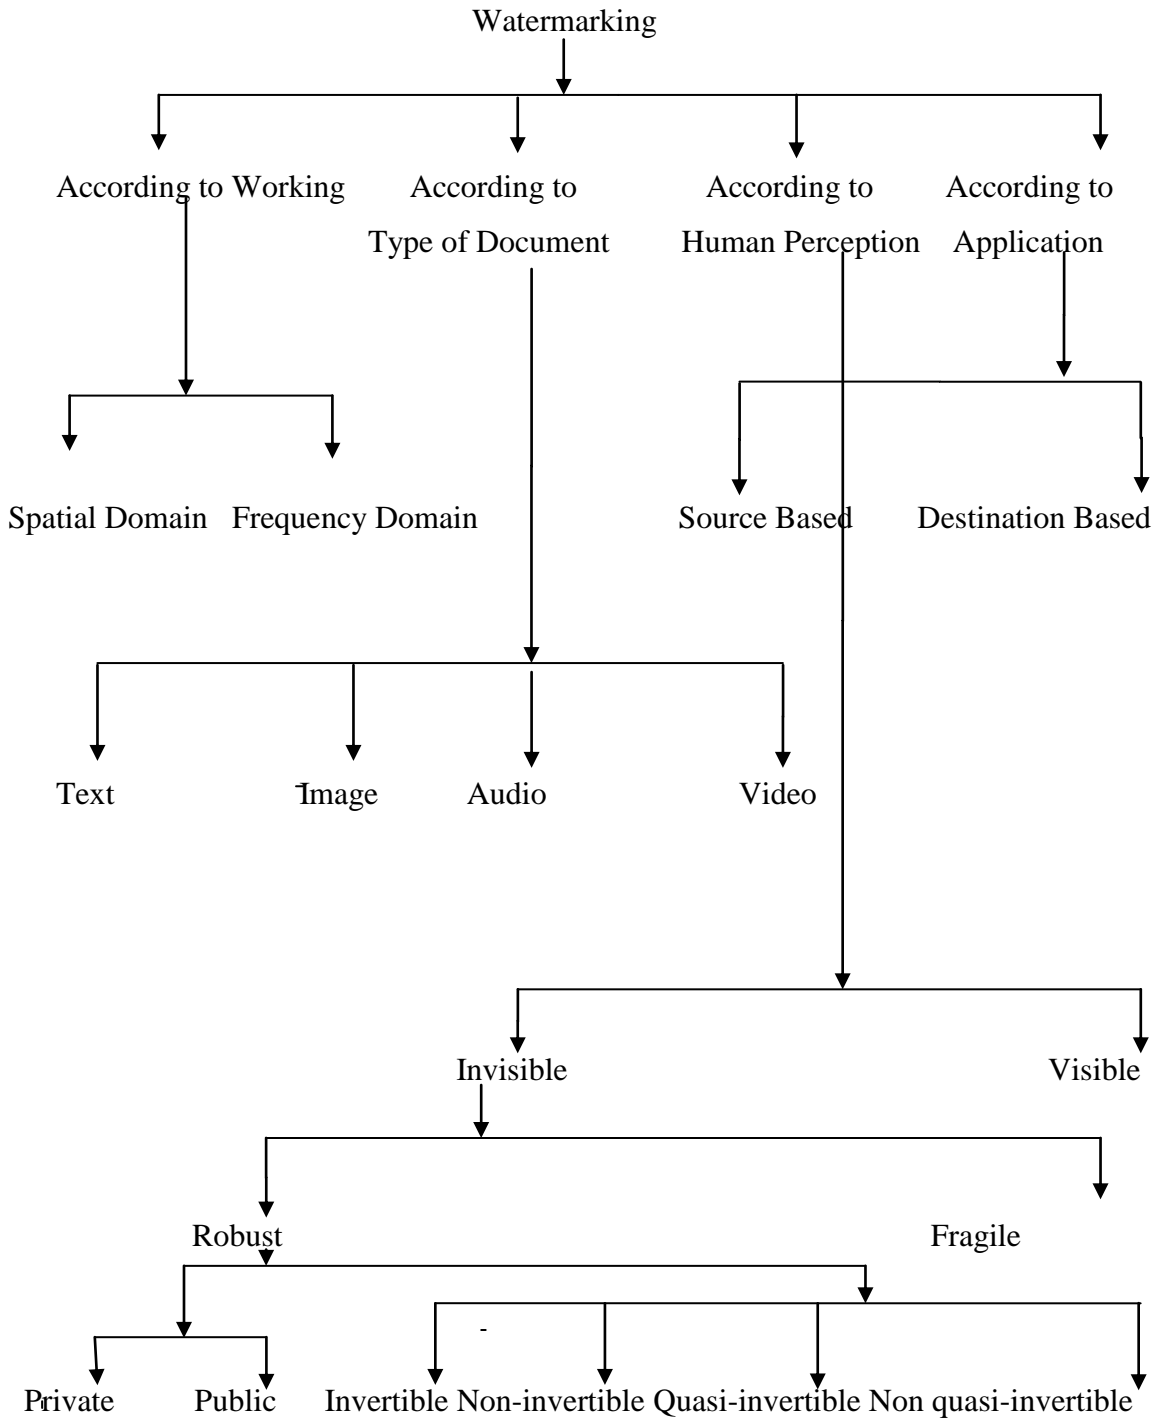 Watermarking
According to Working According to According to According to
Type of Document Human Perception Application
Spatial Domain Frequency Domain Source Based Destination Based
Text Image Audio Video
Invisible Visible
Robust Fragile
Private Public Invertible Non-invertible Quasi-invertible Non quasi-invertible